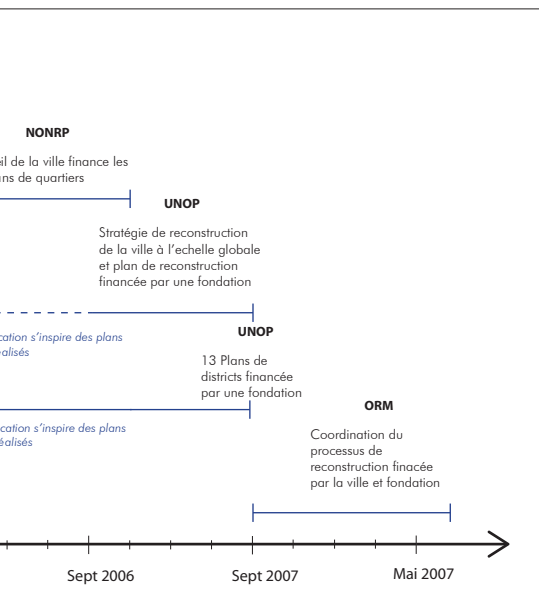 NONRP
il de la ville finance les
ns de quartiers
UNOP
Stratégie de reconstruction
de la ville à l'echelle globale
et plan de reconstruction
financée par une fondation
cation s'inspire des plans
éalisés
UNOP
13 Plans de
districts financée
par une fondation
cation s'inspire des plans
éalisés
ORM
Coordination du
processus de
reconstruction finacée
par la ville et fondation
Sept 2006
Sept 2007
Mai 2007